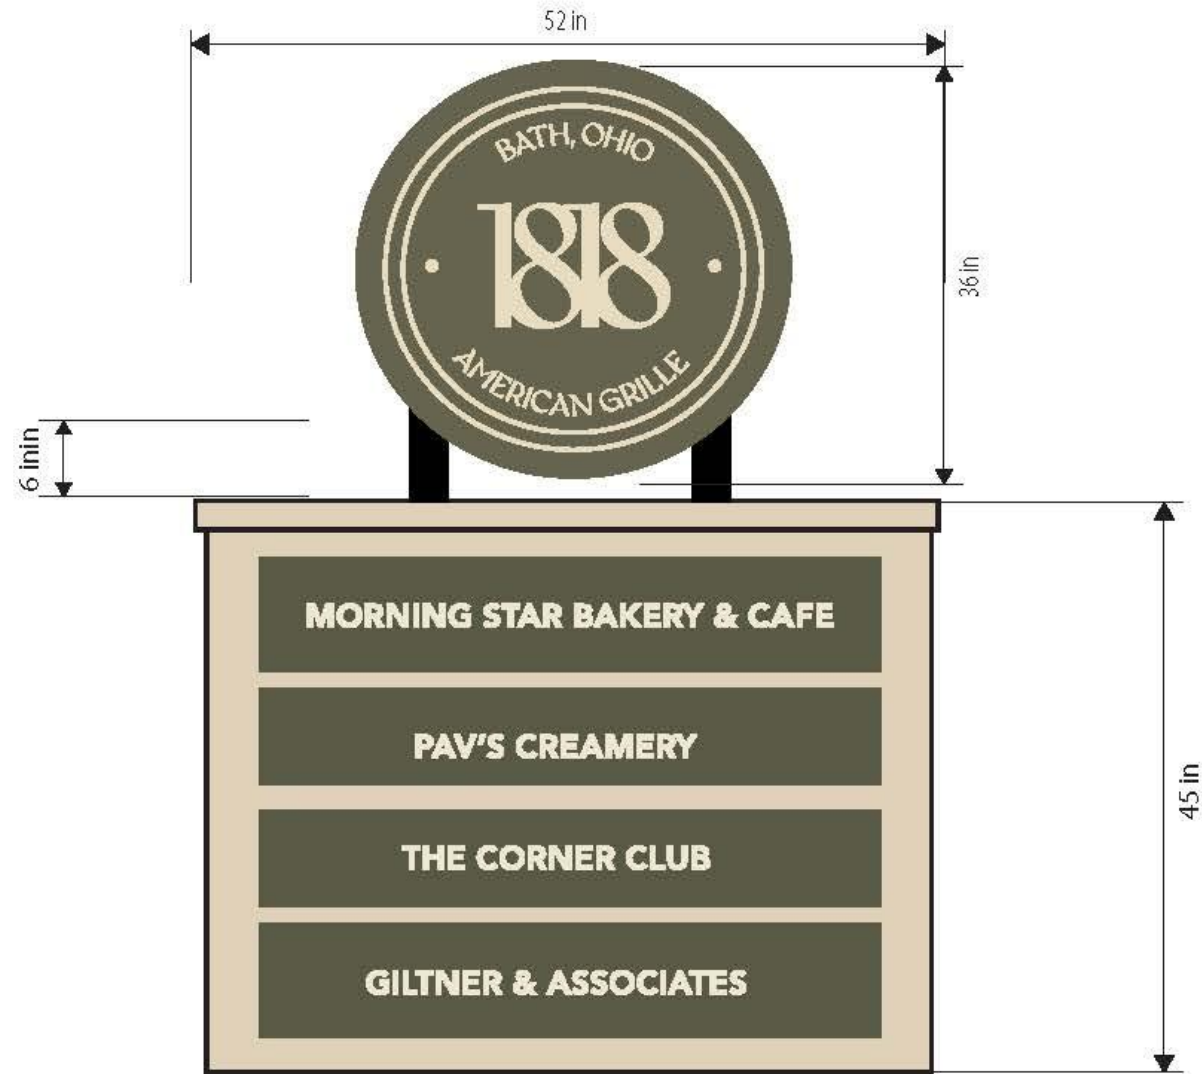 52 in
BATH, OHIO
1818
36 in
AMERICAN GRILLE
6 inin
MORNING STAR BAKERY & CAFE
PAV'S CREAMERY
45 in
THE CORNER CLUB
GILTNER & ASSOCIATES